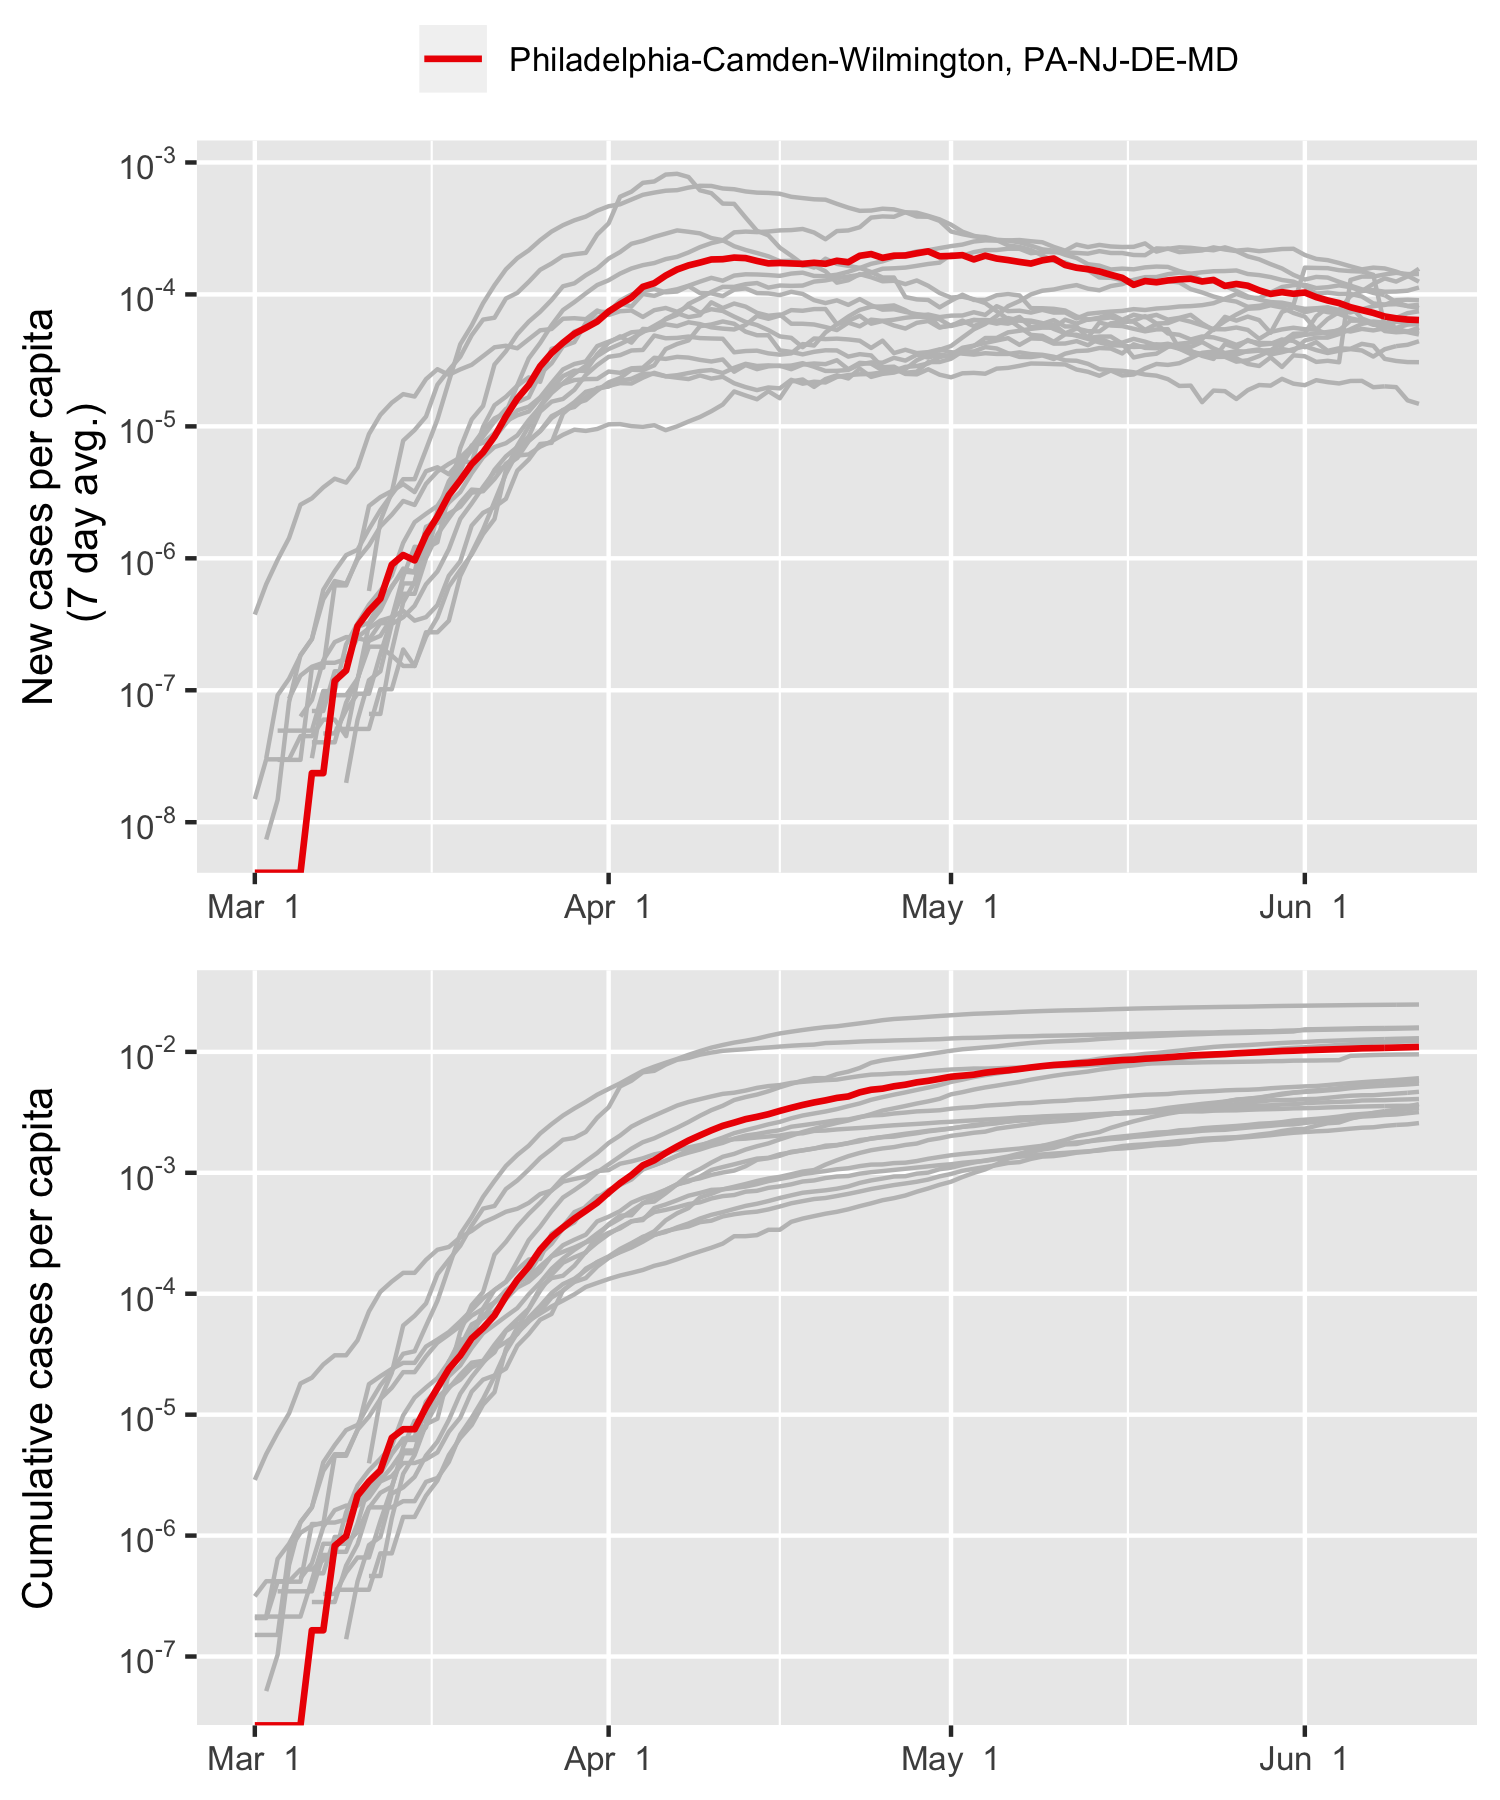 Philadelphia-Camden-Wilmington, PA-NJ-DE-MD
New cases per capita
(7 day avg.)
10⁻³
10⁻⁴
10⁻⁵
10⁻⁶
10⁻⁷
10⁻⁸
Mar 1 Apr 1 May 1 Jun 1
Cumulative cases per capita
10⁻²
10⁻³
10⁻⁴
10⁻⁵
10⁻⁶
10⁻⁷
Mar 1 Apr 1 May 1 Jun 1